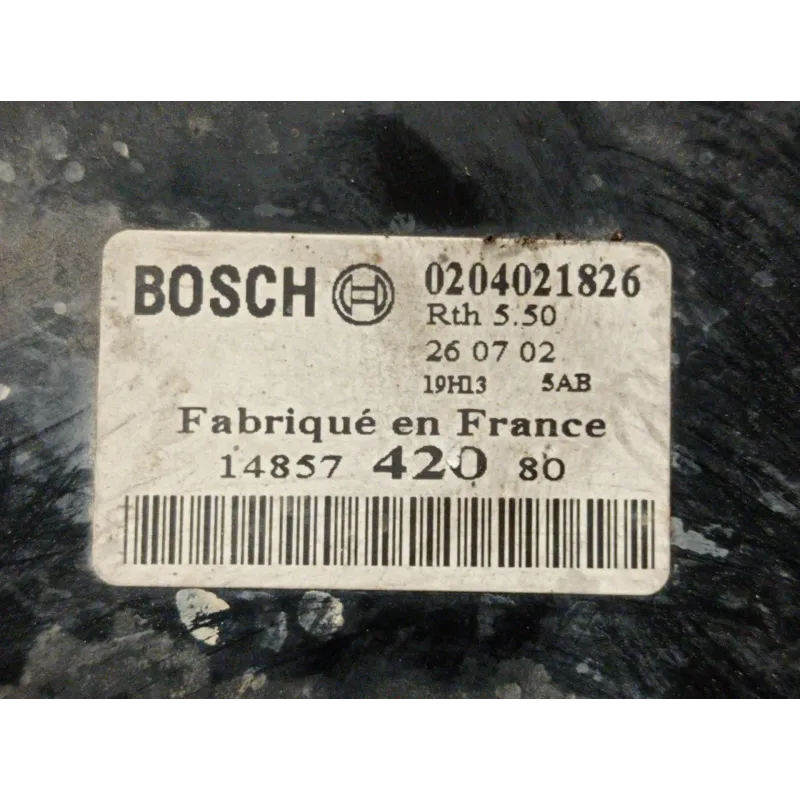 BOSCH 0204021826
Rth 5.50
26 07 02
19H13 5AB
Fabriqué en France
14857 420 80